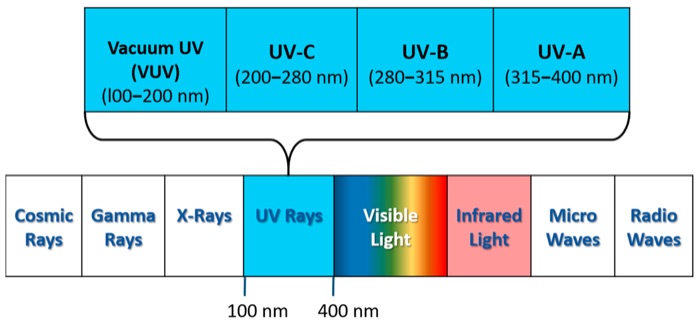 Vacuum UV
(VUV)
(l00–200 nm)
UV-C
(200–280 nm)
UV-B
(280–315 nm)
UV-A
(315–400 nm)
Cosmic
Rays
Gamma
Rays
X-Rays
UV Rays
Visible
Light
Infrared
Light
Micro
Waves
Radio
Waves
100 nm
400 nm